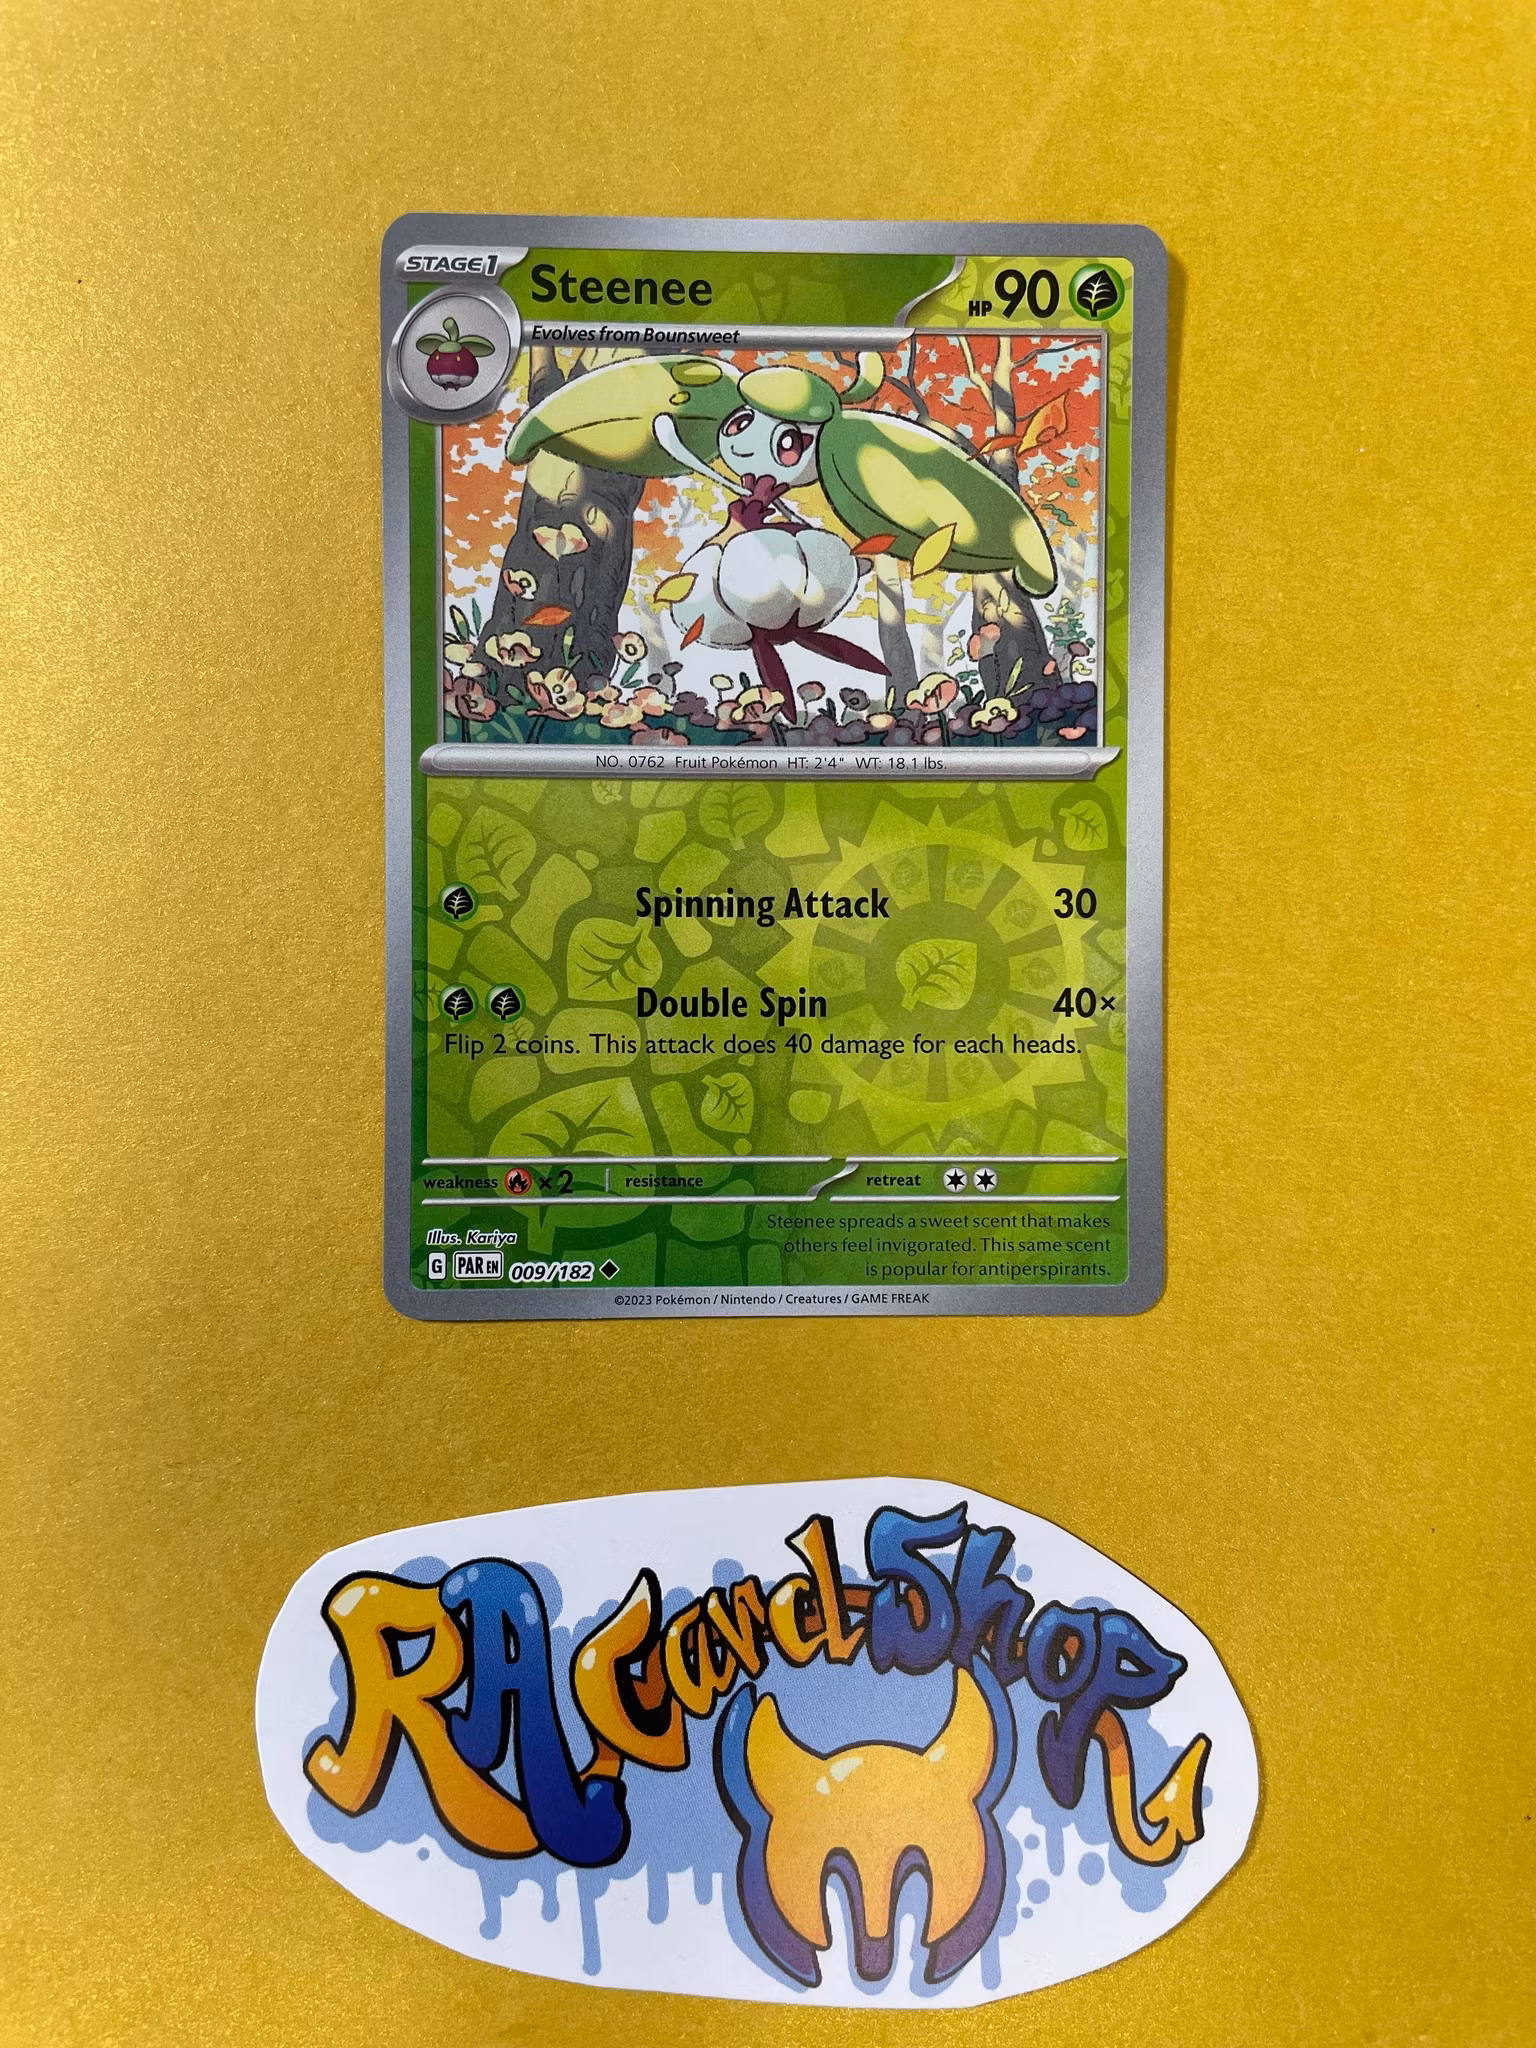 STAGE 1
Steenee
HP 90
Evolves from Bounsweet
NO. 0762 Fruit Pokémon HT: 2'4" WT: 18.1 lbs.
Spinning Attack 30
Double Spin 40×
Flip 2 coins. This attack does 40 damage for each heads.
weakness ×2 resistance retreat
Steenee spreads a sweet scent that makes
others feel invigorated. This same scent
is popular for antiperspirants.
Illus. Kariya
G PAR EN 009/182
©2023 Pokémon / Nintendo / Creatures / GAME FREAK
RA Card Shop